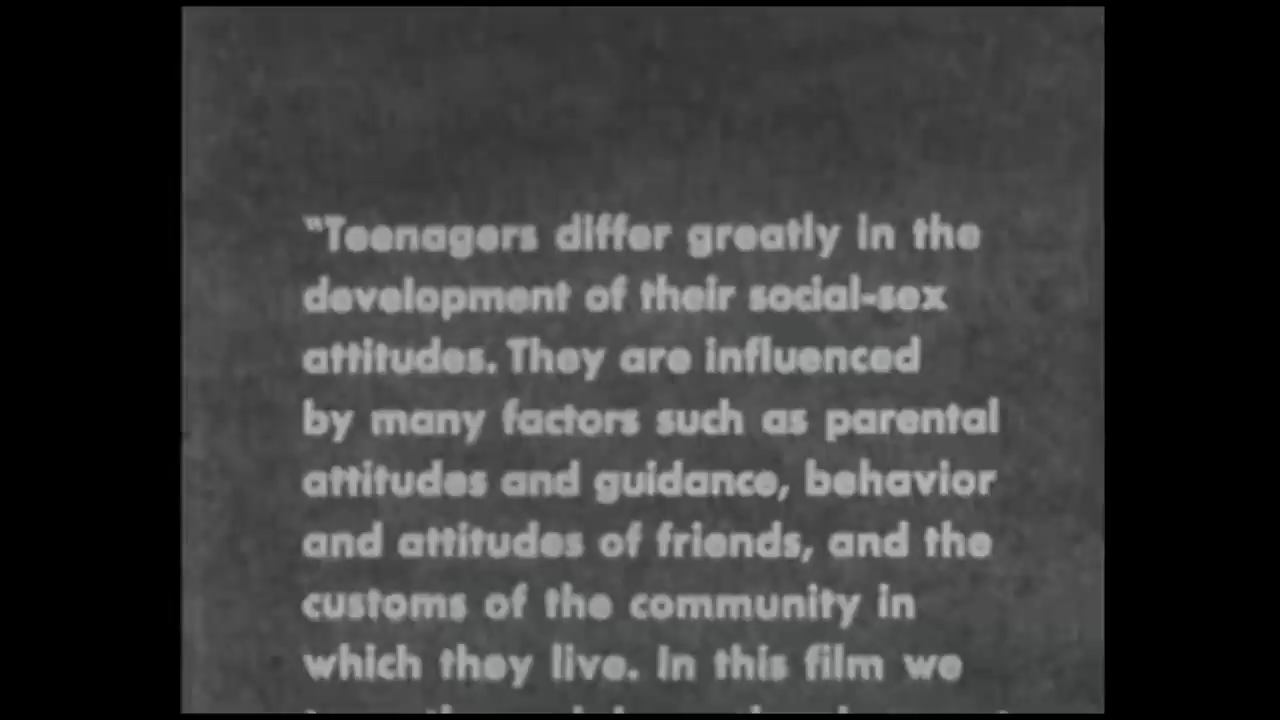 "Teenagers differ greatly in the
development of their social-sex
attitudes. They are influenced
by many factors such as parental
attitudes and guidance, behavior
and attitudes of friends, and the
customs of the community in
which they live. In this film we